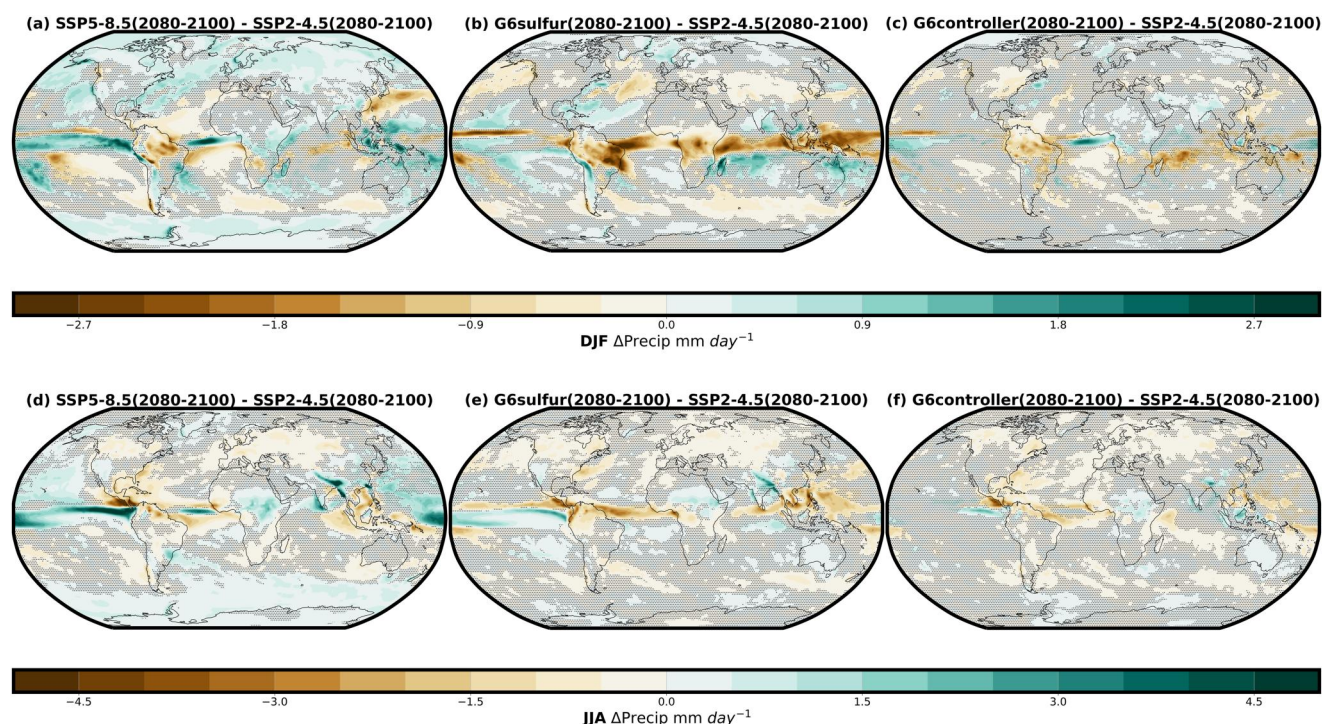 (a) SSP5-8.5(2080-2100) - SSP2-4.5(2080-2100)
(b) G6sulfur(2080-2100) - SSP2-4.5(2080-2100)
(c) G6controller(2080-2100) - SSP2-4.5(2080-2100)
−2.7 −1.8 −0.9 0.0 0.9 1.8 2.7
DJF ΔPrecip mm day⁻¹
(d) SSP5-8.5(2080-2100) - SSP2-4.5(2080-2100)
(e) G6sulfur(2080-2100) - SSP2-4.5(2080-2100)
(f) G6controller(2080-2100) - SSP2-4.5(2080-2100)
−4.5 −3.0 −1.5 0.0 1.5 3.0 4.5
JJA ΔPrecip mm day⁻¹